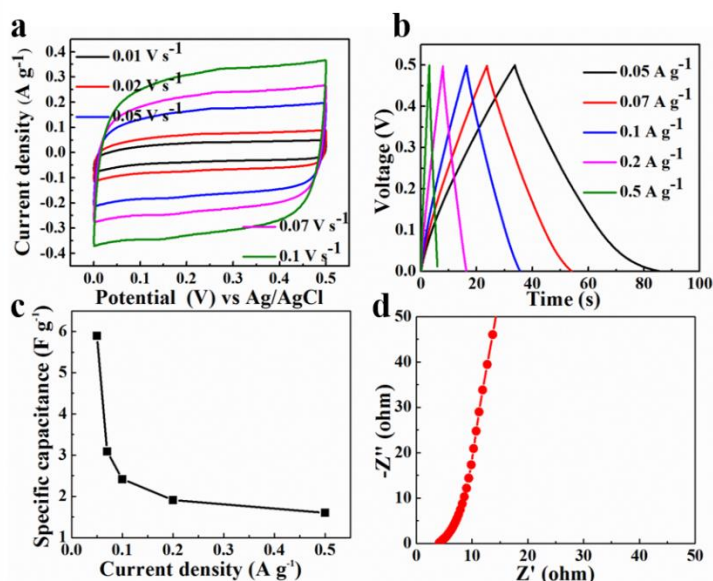 a
Current density (A g-1)
0.4
0.3
0.2
0.1
0.0
-0.1
-0.2
-0.3
-0.4
0.01 V s-1
0.02 V s-1
0.05 V s-1
0.07 V s-1
0.1 V s-1
0.0 0.1 0.2 0.3 0.4 0.5
Potential (V) vs Ag/AgCl
b
Voltage (V)
0.5
0.4
0.3
0.2
0.1
0.0
0.05 A g-1
0.07 A g-1
0.1 A g-1
0.2 A g-1
0.5 A g-1
0 20 40 60 80 100
Time (s)
c
Specific capacitance (F g-1)
6
5
4
3
2
1
0.0 0.1 0.2 0.3 0.4 0.5
Current density (A g-1)
d
-Z'' (ohm)
50
40
30
20
10
0
0 10 20 30 40 50
Z' (ohm)